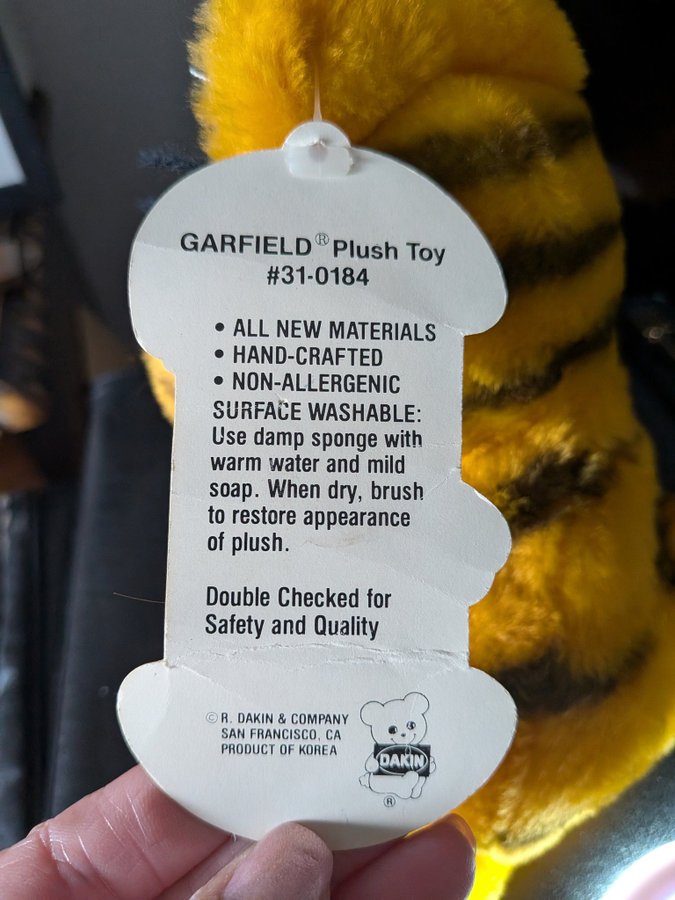 GARFIELD® Plush Toy
#31-0184
• ALL NEW MATERIALS
• HAND-CRAFTED
• NON-ALLERGENIC
SURFACE WASHABLE:
Use damp sponge with
warm water and mild
soap. When dry, brush
to restore appearance
of plush.
Double Checked for
Safety and Quality
© R. DAKIN & COMPANY
SAN FRANCISCO, CA
PRODUCT OF KOREA
DAKIN
®